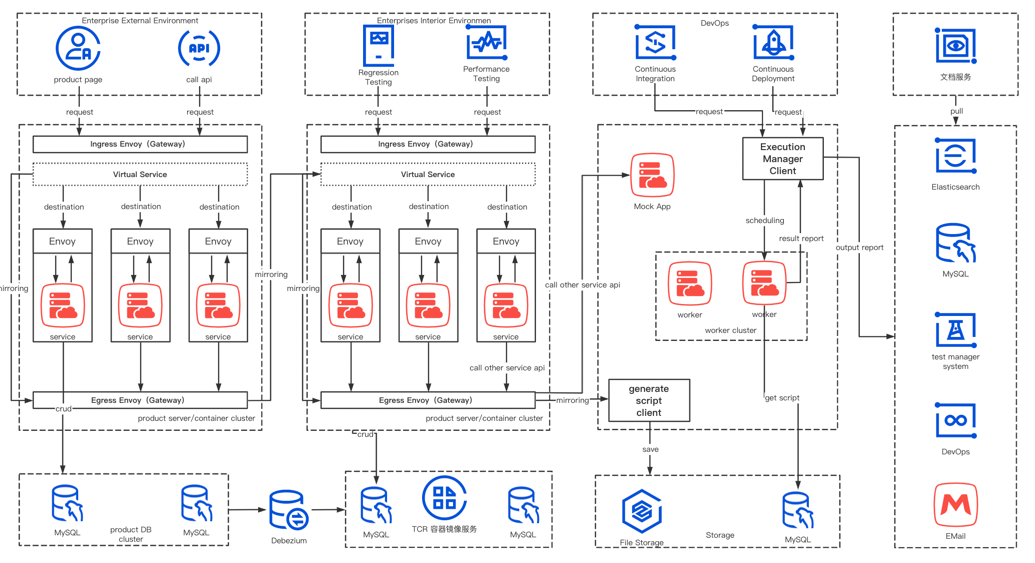 Enterprise External Environment
product page
call api
request
request
Ingress Envoy（Gateway）
Virtual Service
destination
destination
destination
Envoy
Envoy
Envoy
mirroring
service
service
service
Egress Envoy（Gateway）
crud
product server/container cluster
mirroring
MySQL
MySQL
product DB
cluster
Debezium
Enterprises Interior Environmen
Regression
Testing
Performance
Testing
request
request
Ingress Envoy（Gateway）
Virtual Service
destination
destination
destination
Envoy
Envoy
Envoy
mirroring
service
service
service
call other service api
Egress Envoy（Gateway）
product server/container cluster
crud
MySQL
TCR 容器镜像服务
MySQL
call other service api
mirroring
DevOps
Continuous
Integration
Continuous
Deployment
request
request
Mock App
Execution
Manager
Client
scheduling
result report
output report
worker
worker
worker cluster
generate
script
client
get script
save
File Storage
Storage
MySQL
文档服务
pull
Elasticsearch
MySQL
test manager
system
DevOps
EMail